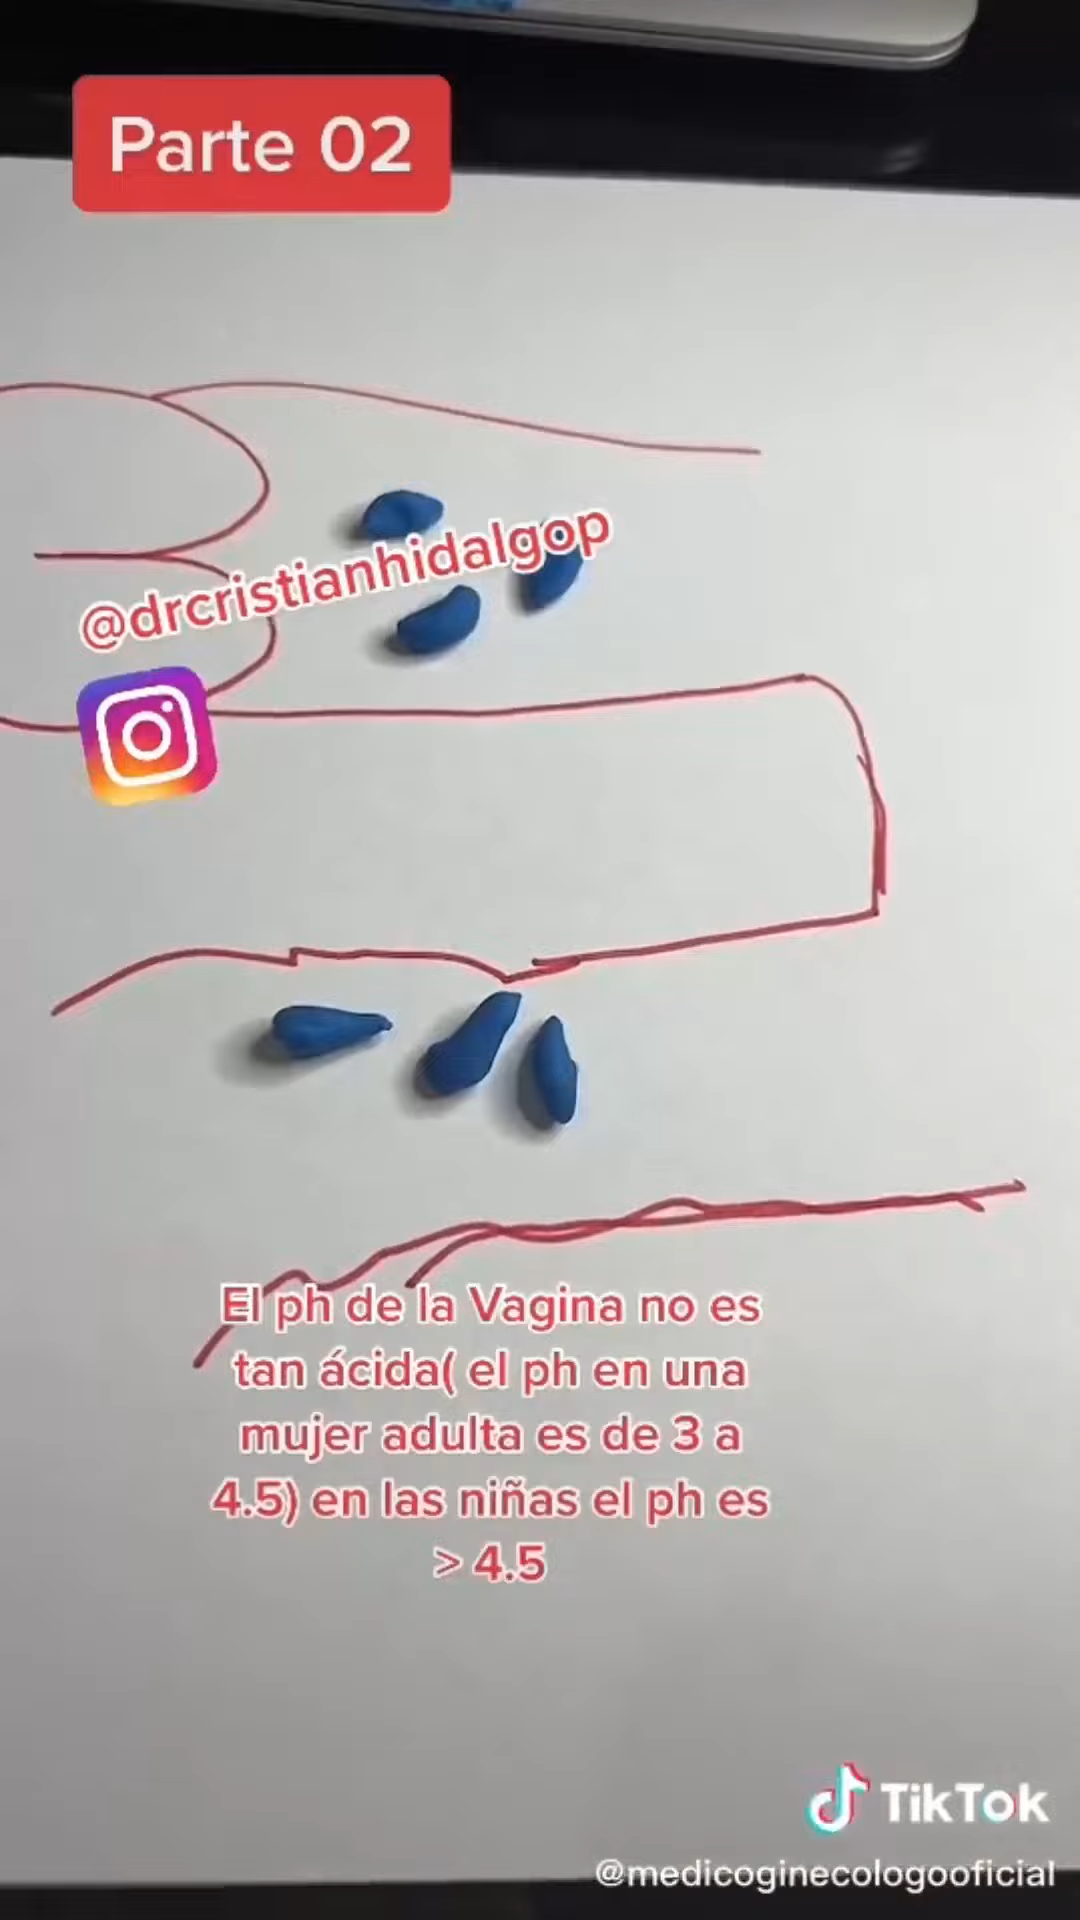 Parte 02
@drcristianhidalgop
El ph de la Vagina no es
tan ácida( el ph en una
mujer adulta es de 3 a
4.5) en las niñas el ph es
> 4.5
TikTok
@medicoginecologooficial